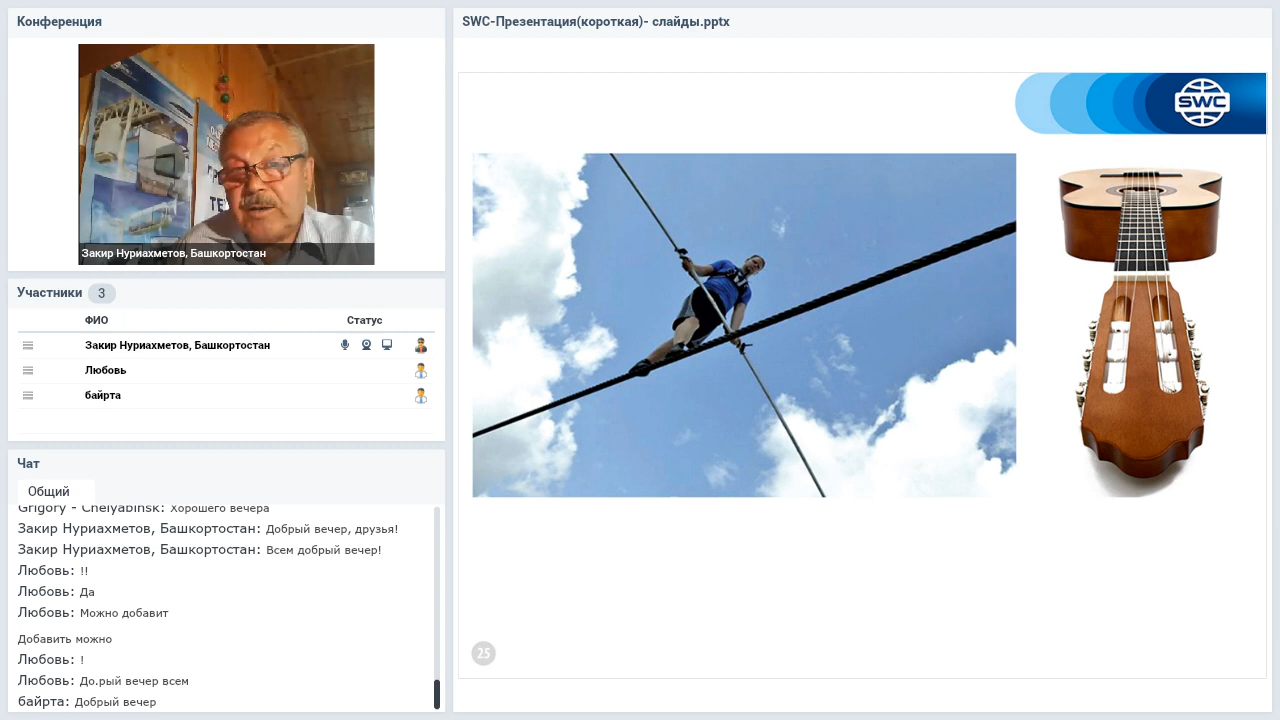 Конференция
Закир Нуриахметов, Башкортостан
Участники 3
ФИО Статус
Закир Нуриахметов, Башкортостан
Любовь
байрта
Чат
Общий
Grigory - Chelyabinsk: Хорошего вечера
Закир Нуриахметов, Башкортостан: Добрый вечер, друзья!
Закир Нуриахметов, Башкортостан: Всем добрый вечер!
Любовь: !!
Любовь: Да
Любовь: Можно добавит
Добавить можно
Любовь: !
Любовь: До.рый вечер всем
байрта: Добрый вечер
SWC-Презентация(короткая)- слайды.pptx
SWC
25